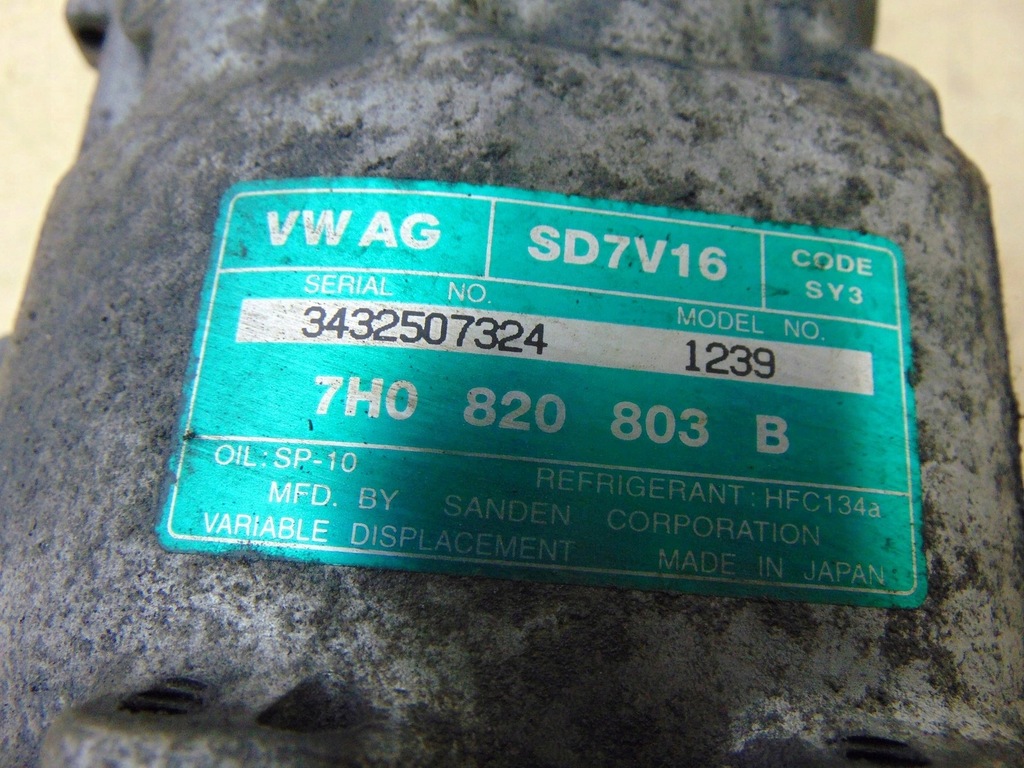 VW AG SD7V16 CODE SY3
SERIAL NO. MODEL NO.
3432507324 1239
7H0 820 803 B
OIL: SP-10 REFRIGERANT: HFC134a
MFD. BY SANDEN CORPORATION
VARIABLE DISPLACEMENT MADE IN JAPAN